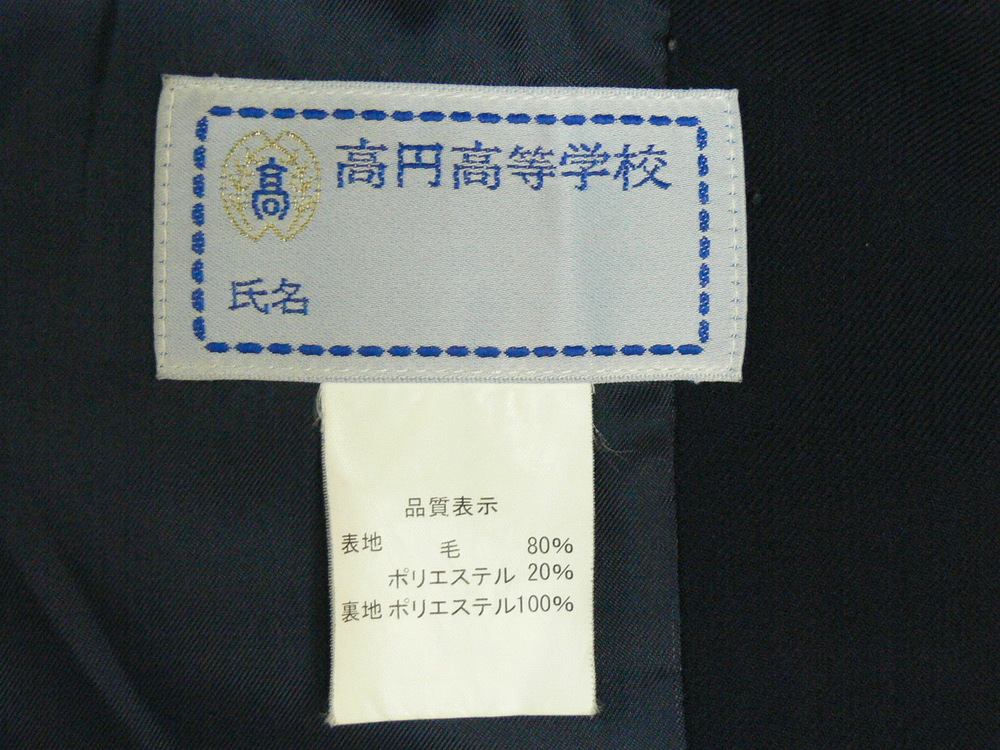 高
高円高等学校
氏名
品質表示
表地 毛 80%
ポリエステル 20%
裏地 ポリエステル100%